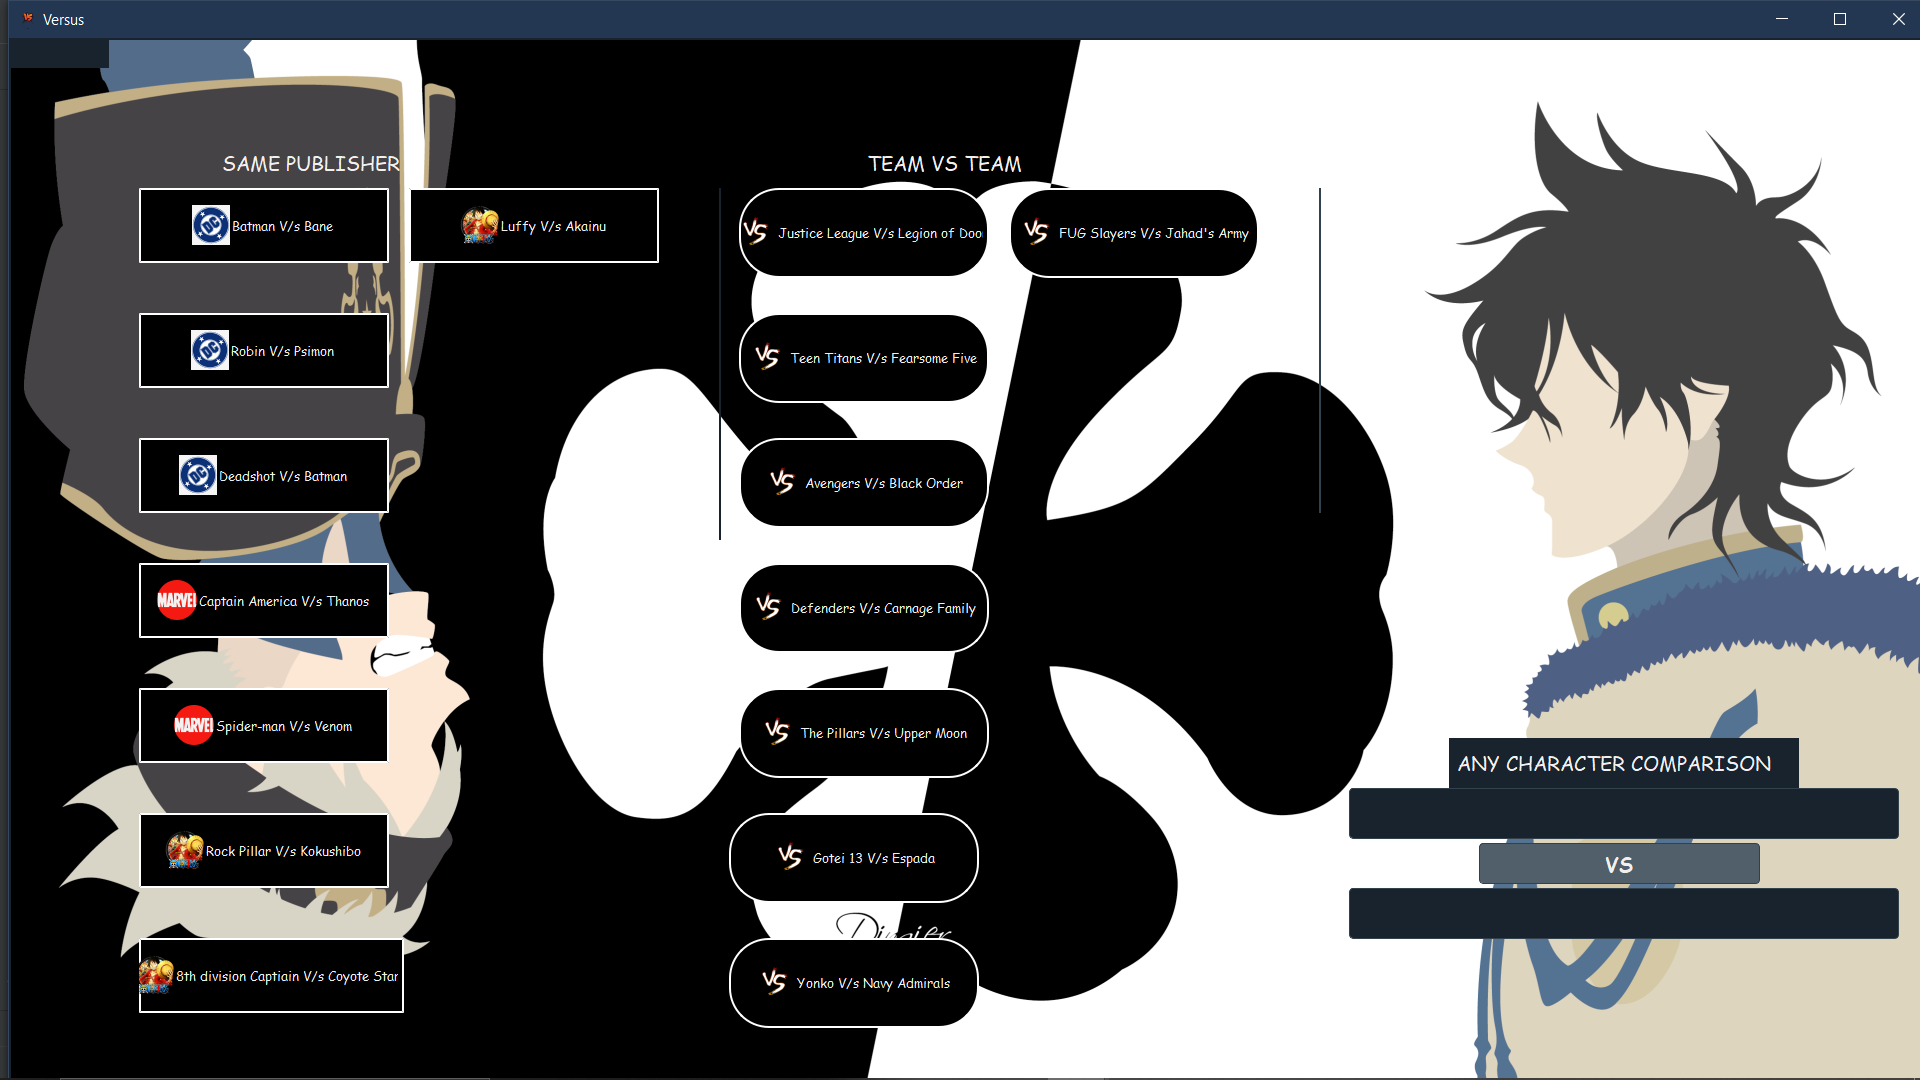 Versus
SAME PUBLISHER
Batman V/s Bane
Luffy V/s Akainu
Robin V/s Psimon
Deadshot V/s Batman
MARVEL Captain America V/s Thanos
MARVEL Spider-man V/s Venom
Rock Pillar V/s Kokushibo
8th division Captiain V/s Coyote Star
TEAM VS TEAM
VS Justice League V/s Legion of Doo
VS FUG Slayers V/s Jahad's Army
VS Teen Titans V/s Fearsome Five
VS Avengers V/s Black Order
VS Defenders V/s Carnage Family
VS The Pillars V/s Upper Moon
VS Gotei 13 V/s Espada
VS Yonko V/s Navy Admirals
ANY CHARACTER COMPARISON
VS